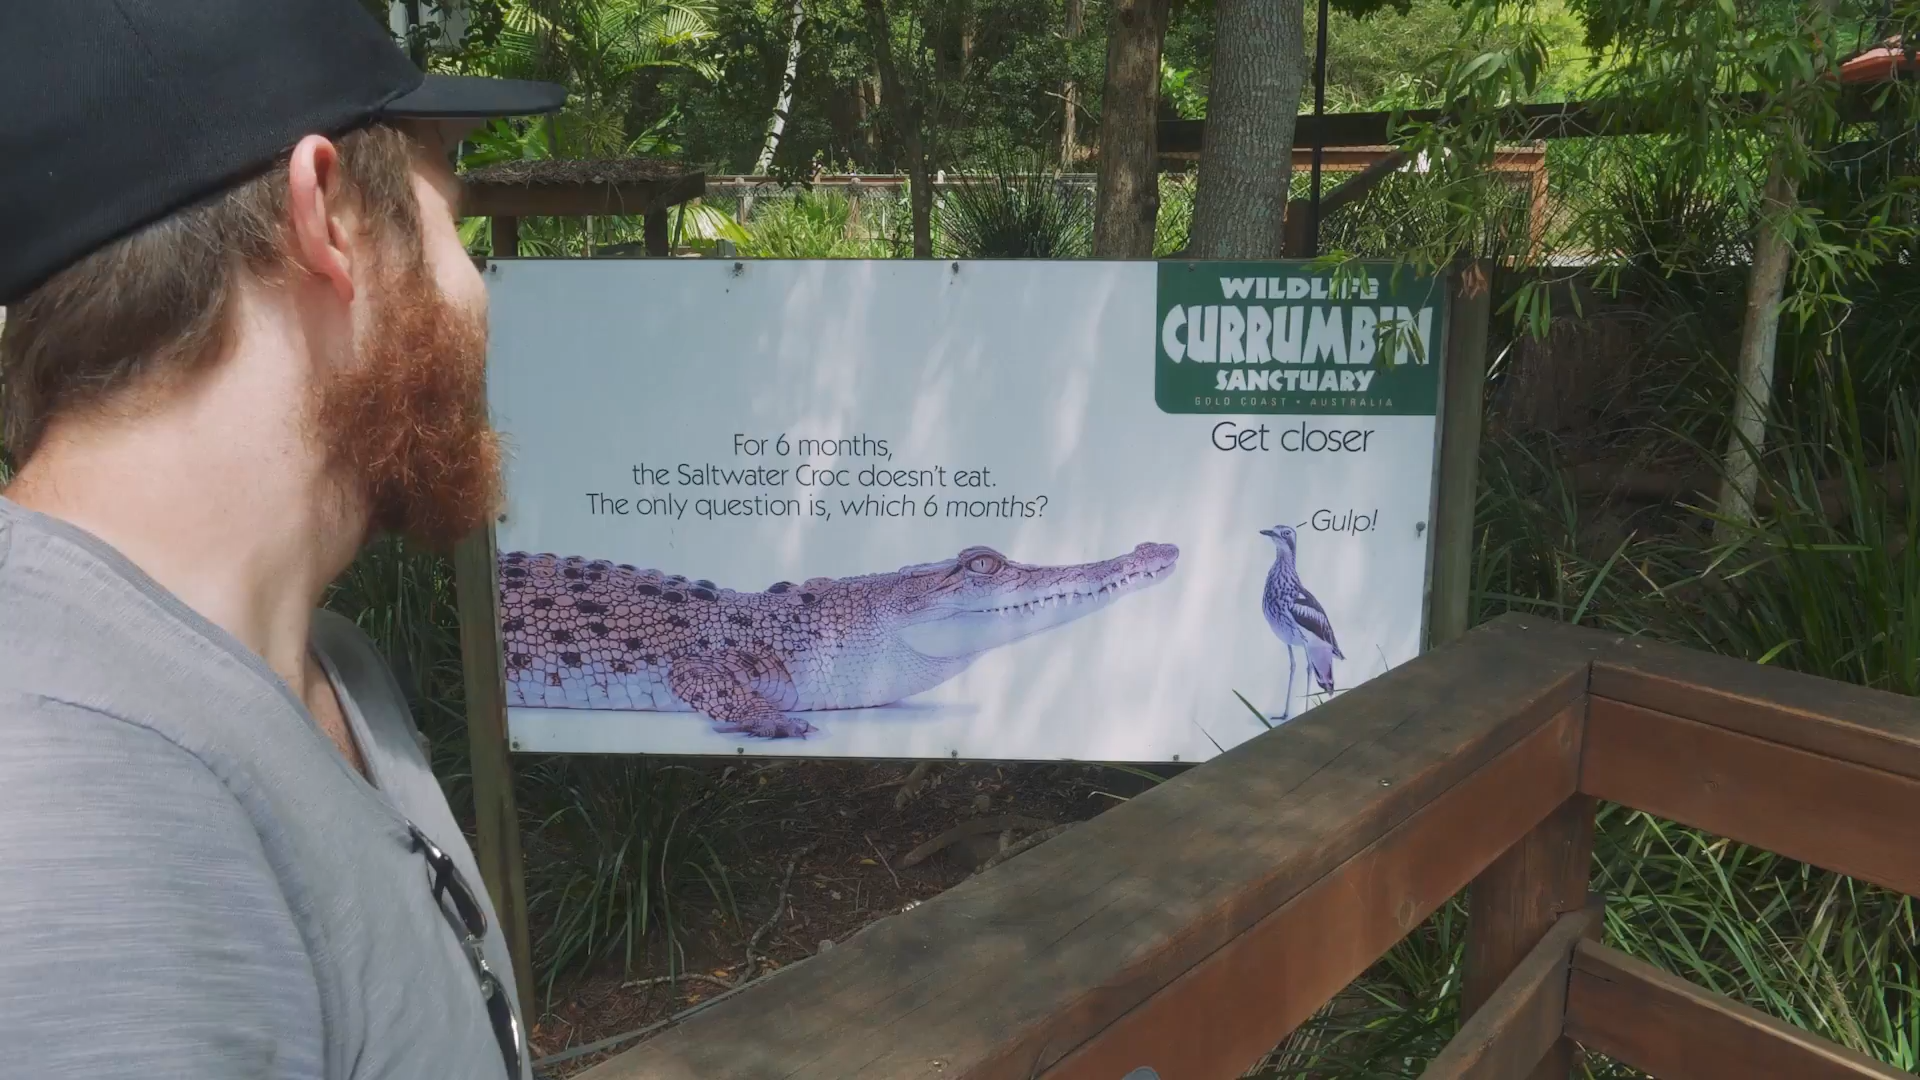 WILDLIFE
CURRUMBIN
SANCTUARY
GOLD COAST • AUSTRALIA
Get closer
For 6 months,
the Saltwater Croc doesn't eat.
The only question is, which 6 months?
Gulp!